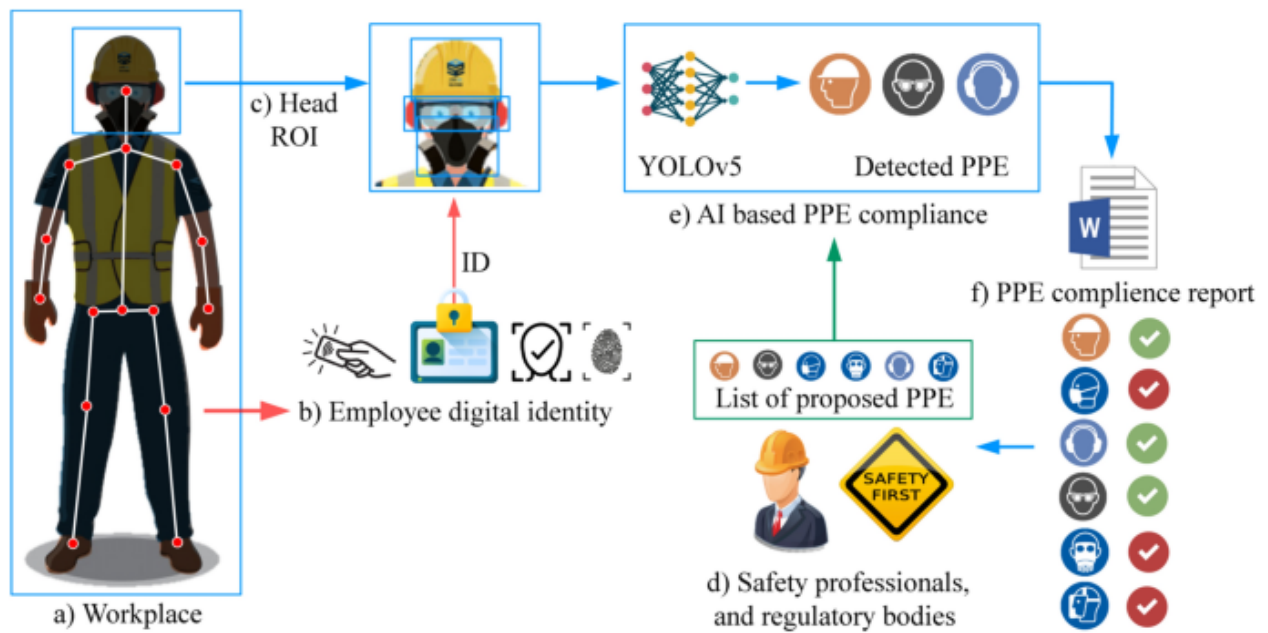 c) Head
ROI
YOLOv5
Detected PPE
e) AI based PPE compliance
W
ID
f) PPE complience report
List of proposed PPE
b) Employee digital identity
SAFETY
FIRST
d) Safety professionals,
and regulatory bodies
a) Workplace